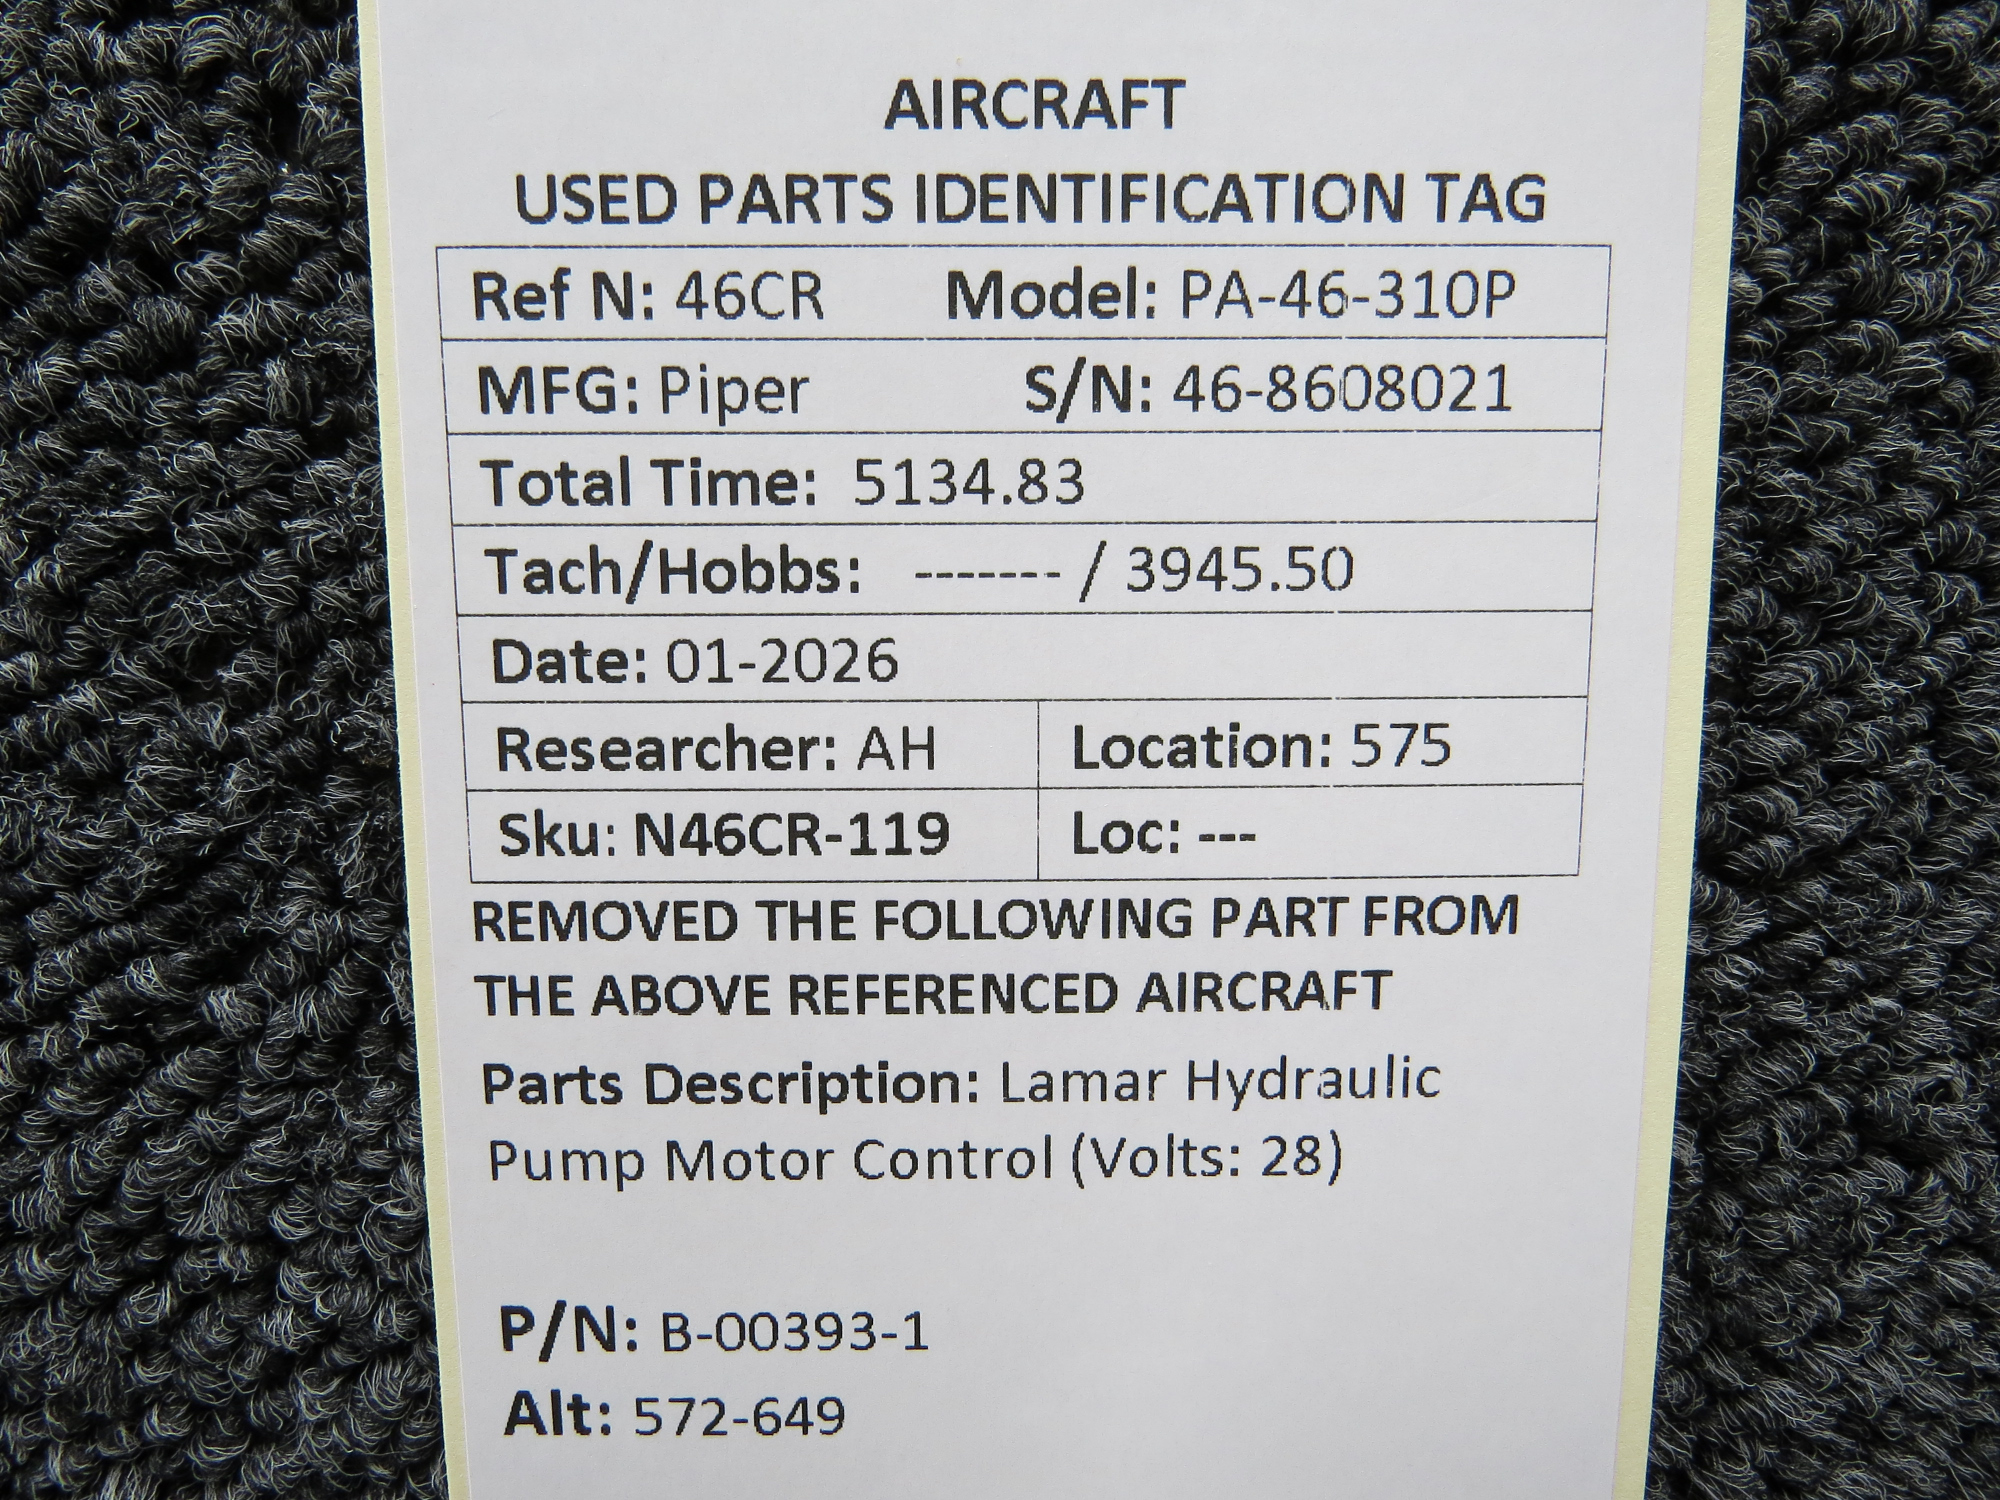 AIRCRAFT
USED PARTS IDENTIFICATION TAG
Ref N: 46CR Model: PA-46-310P
MFG: Piper S/N: 46-8608021
Total Time: 5134.83
Tach/Hobbs: ------- / 3945.50
Date: 01-2026
Researcher: AH Location: 575
Sku: N46CR-119 Loc: ---
REMOVED THE FOLLOWING PART FROM
THE ABOVE REFERENCED AIRCRAFT
Parts Description: Lamar Hydraulic
Pump Motor Control (Volts: 28)
P/N: B-00393-1
Alt: 572-649